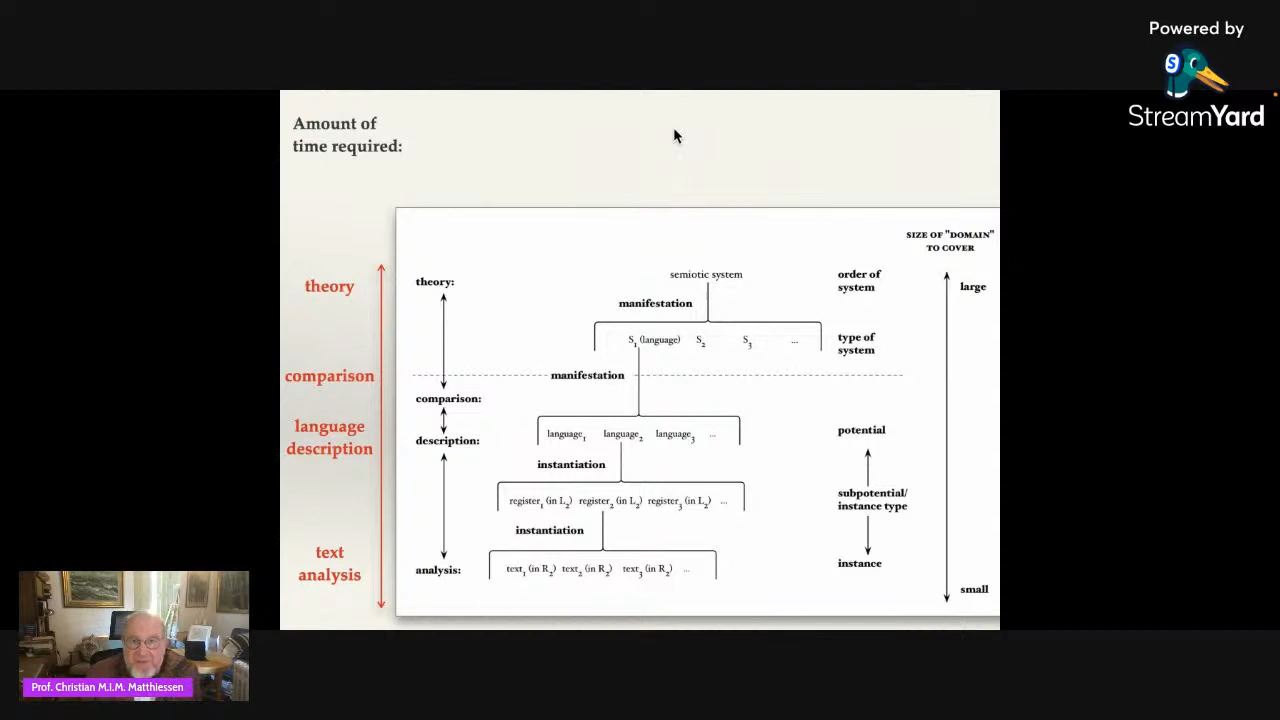 Powered by
StreamYard
Amount of
time required:
SIZE OF "DOMAIN"
TO COVER
theory
theory:
semiotic system
order of
system
large
manifestation
S1 (language) S2 S3 ...
type of
system
comparison
manifestation
comparison:
language
description
description:
language1 language2 language3 ...
potential
instantiation
register1 (in L2) register2 (in L2) register3 (in L2) ...
subpotential/
instance type
instantiation
text
analysis
analysis:
text1 (in R2) text2 (in R2) text3 (in R2) ...
instance
small
Prof. Christian M.I.M. Matthiessen